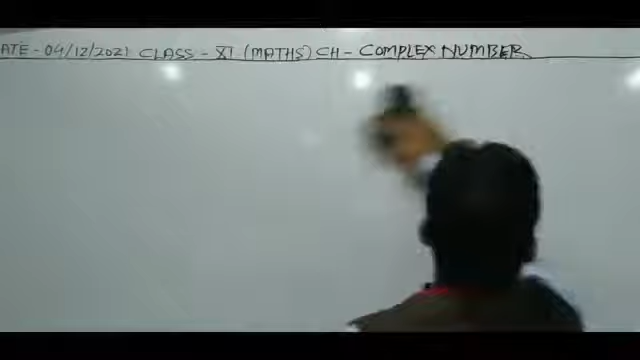 ATE - 04/12/2021 CLASS - XI (MATHS) CH - COMPLEX NUMBER